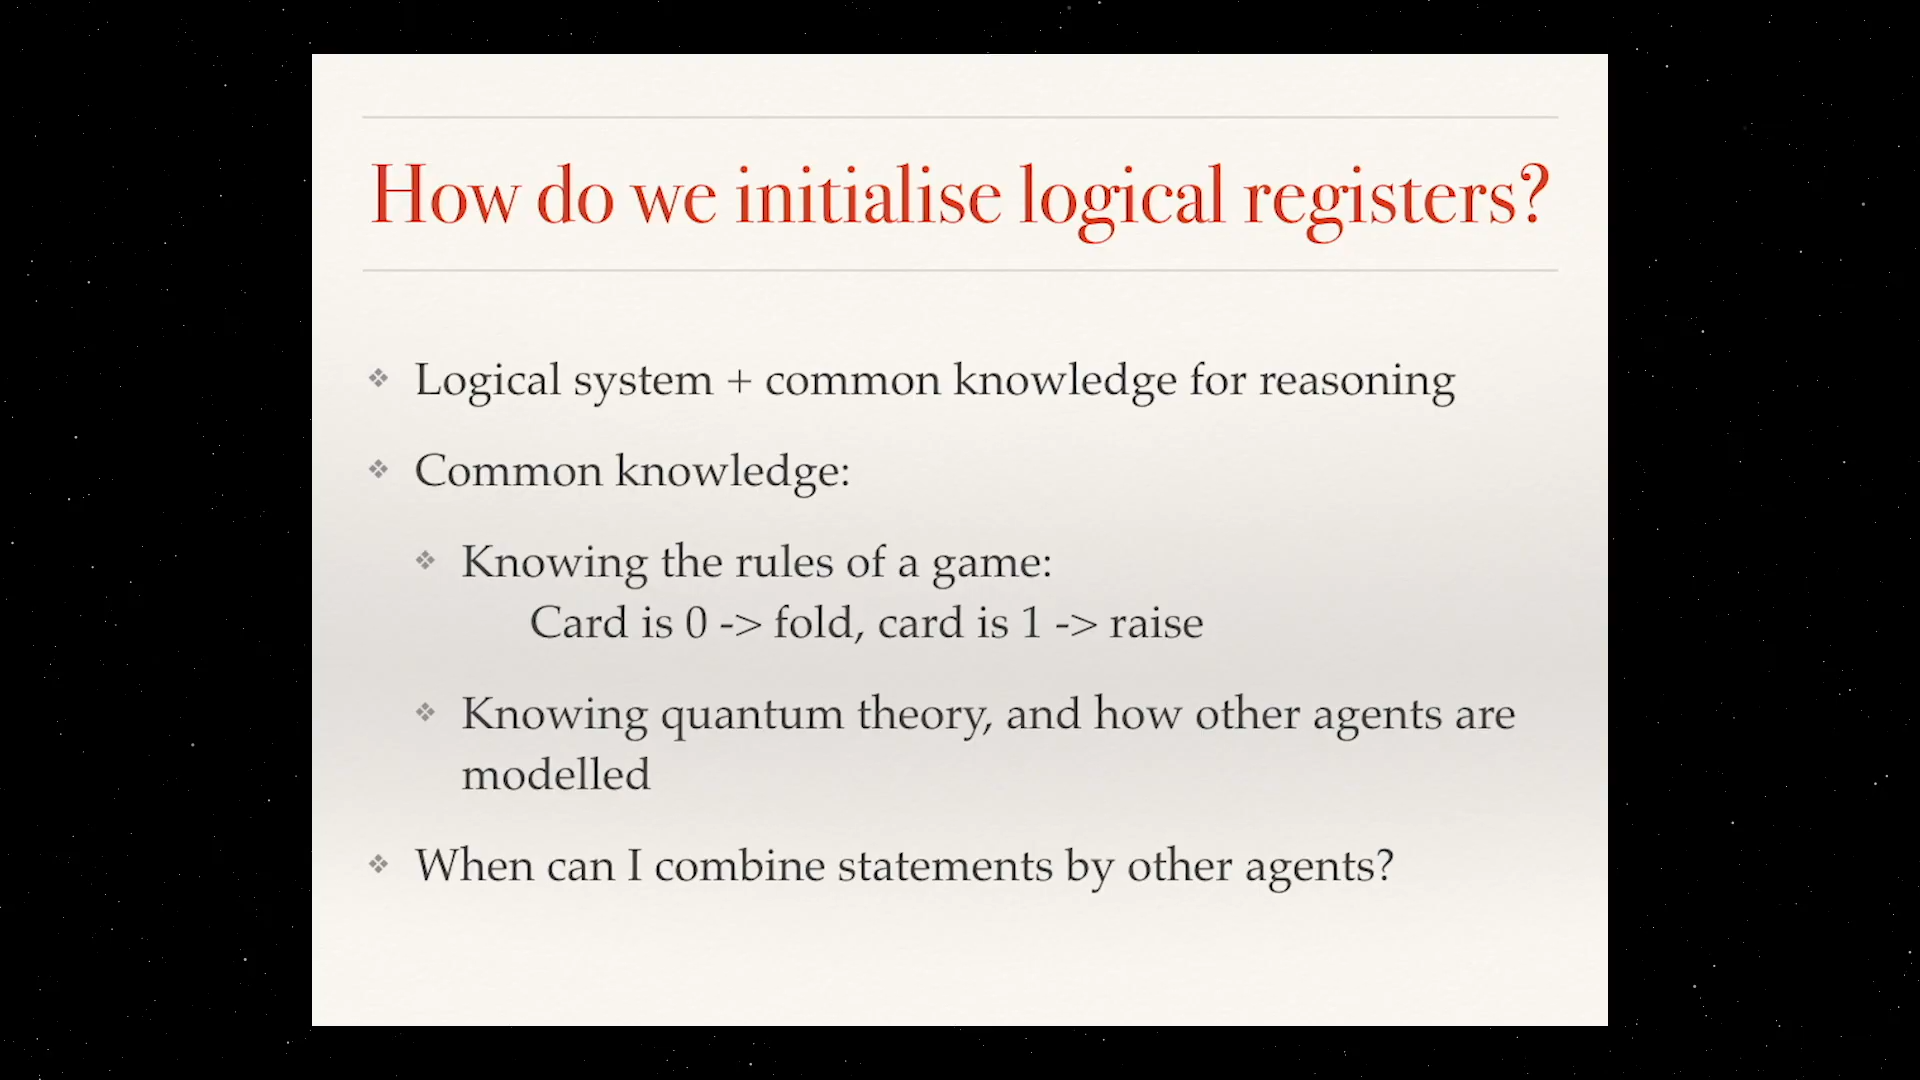 How do we initialise logical registers?
❖ Logical system + common knowledge for reasoning
❖ Common knowledge:
❖ Knowing the rules of a game:
Card is 0 -> fold, card is 1 -> raise
❖ Knowing quantum theory, and how other agents are
modelled
❖ When can I combine statements by other agents?